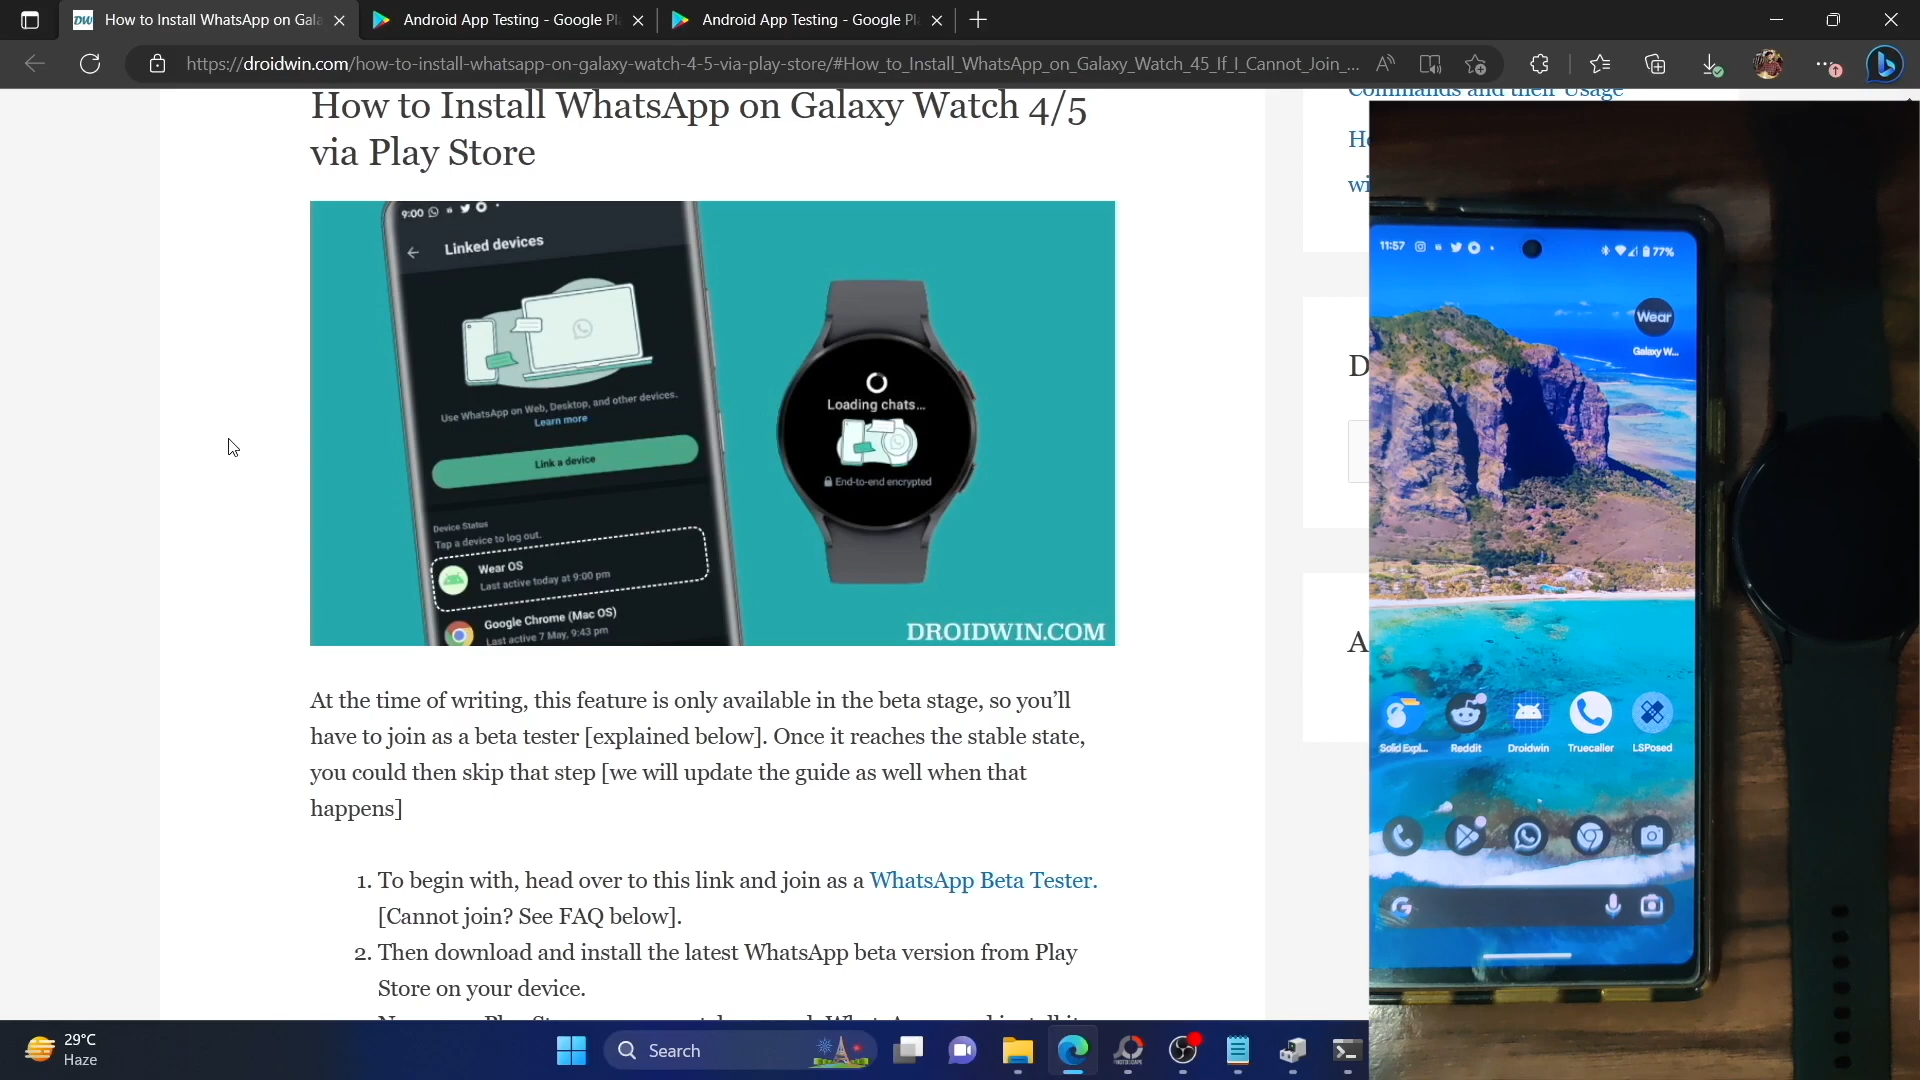 How to Install WhatsApp on Gala
Android App Testing - Google Pl
Android App Testing - Google Pl
https://droidwin.com/how-to-install-whatsapp-on-galaxy-watch-4-5-via-play-store/#How_to_Install_WhatsApp_on_Galaxy_Watch_45_If_I_Cannot_Join_...
How to Install WhatsApp on Galaxy Watch 4/5
via Play Store
Commands and their Usage
wi
D
A
9:00
Linked devices
Use WhatsApp on Web, Desktop, and other devices.
Learn more
Link a device
Device Status
Tap a device to log out.
Wear OS
Last active today at 9:00 pm
Google Chrome (Mac OS)
Last active 7 May, 9:43 pm
Loading chats...
End-to-end encrypted
DROIDWIN.COM
At the time of writing, this feature is only available in the beta stage, so you’ll
have to join as a beta tester [explained below]. Once it reaches the stable state,
you could then skip that step [we will update the guide as well when that
happens]
1. To begin with, head over to this link and join as a WhatsApp Beta Tester.
[Cannot join? See FAQ below].
2. Then download and install the latest WhatsApp beta version from Play
Store on your device.
11:57
77%
Wear
Galaxy W...
Solid Expl... Reddit Droidwin Truecaller LSPosed
29°C
Haze
Search